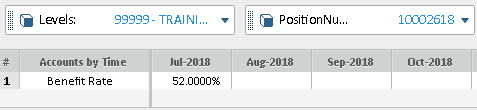 Levels: 99999 - TRAINI... PositionNu... 10002618
# Accounts by Time Jul-2018 Aug-2018 Sep-2018 Oct-2018
1 Benefit Rate 52.0000%